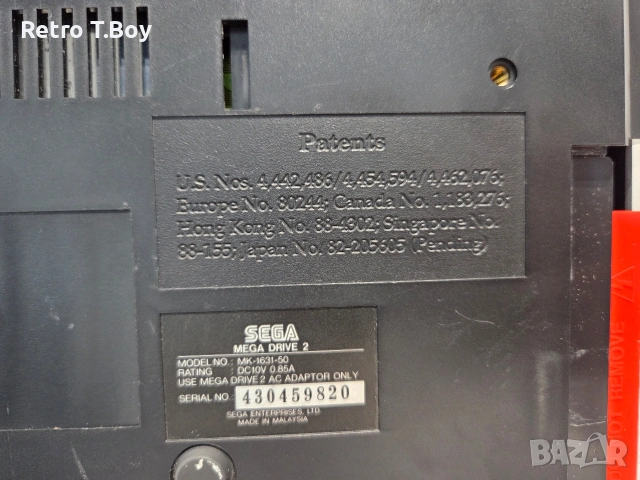 Retro T.Boy
Patents
U.S. Nos. 4,442,486/4,454,594/4,462,076;
Europe No. 80244; Canada No. 1,183,276;
Hong Kong No. 88-4902; Singapore No.
88-155; Japan No. 82-205605 (Pending)
SEGA
MEGA DRIVE 2
MODEL NO.: MK-1631-50
RATING : DC10V 0.85A
USE MEGA DRIVE 2 AC ADAPTOR ONLY
SERIAL NO. 430459820
SEGA ENTERPRISES, LTD.
MADE IN MALAYSIA
NOT REMOVE
BAZAR